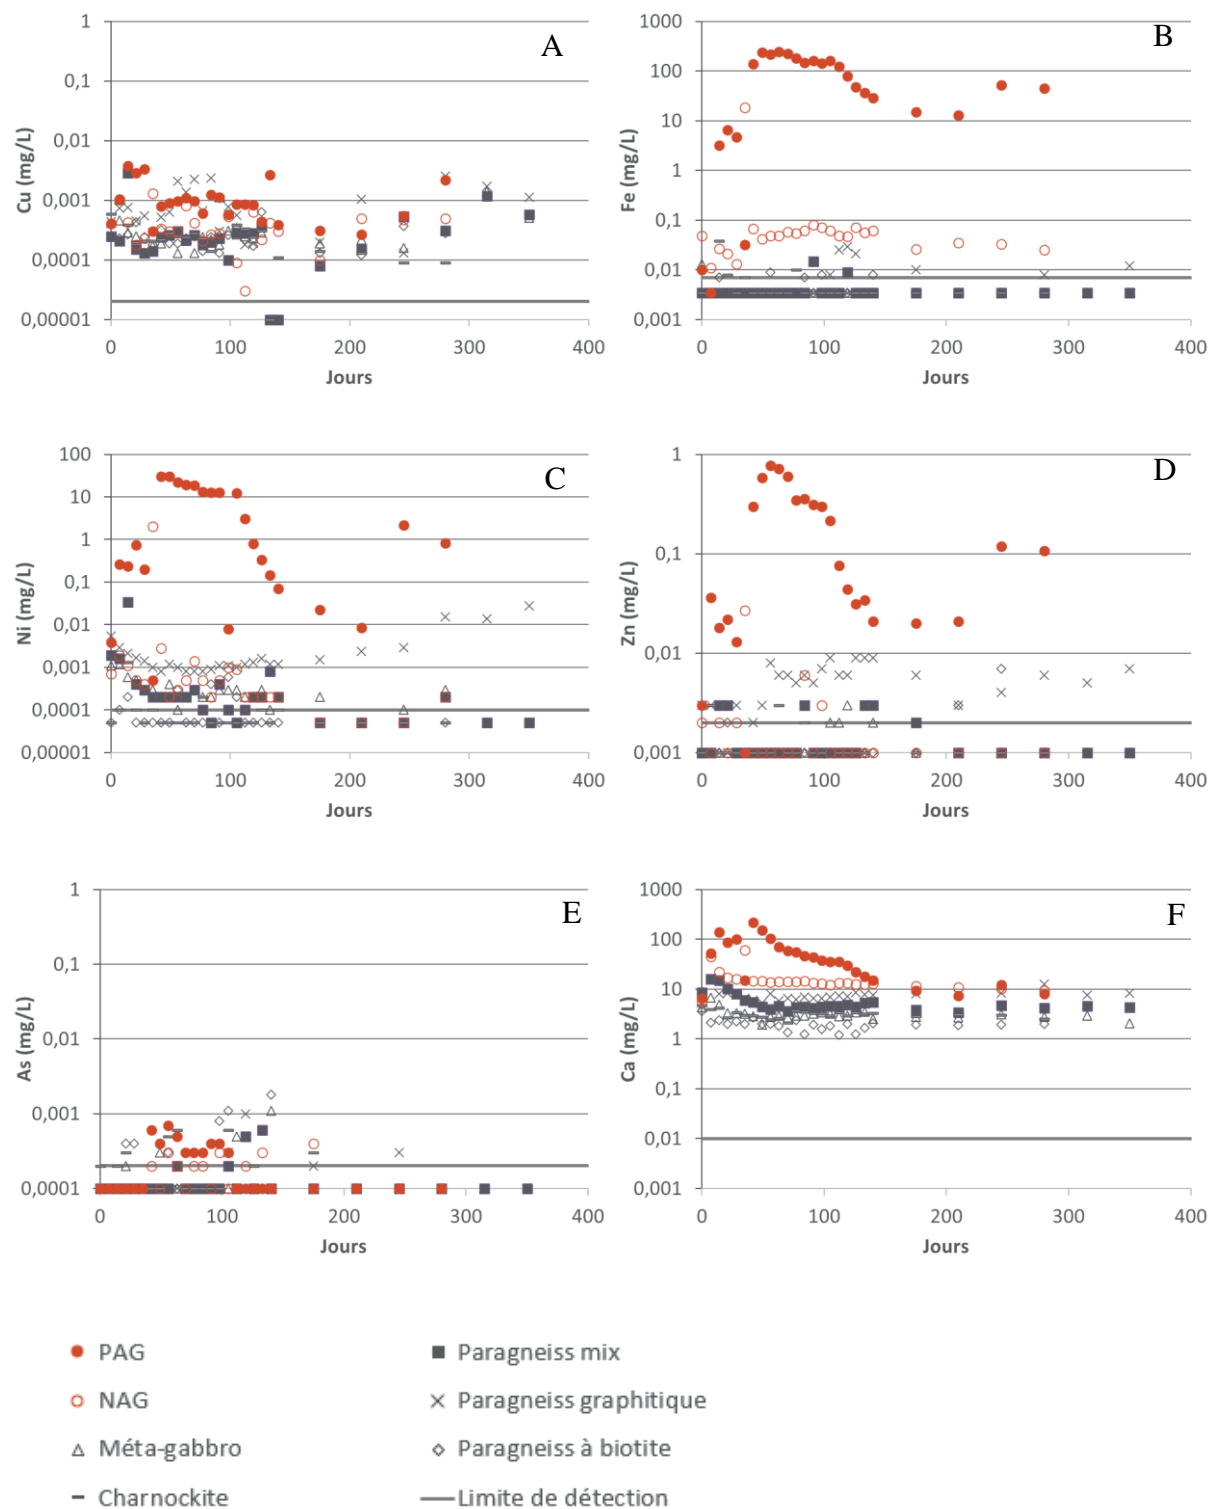 A
Cu (mg/L)
1
0,1
0,01
0,001
0,0001
0,00001
0 100 200 300 400
Jours
B
Fe (mg/L)
1000
100
10
1
0,1
0,01
0,001
0 100 200 300 400
Jours
C
Ni (mg/L)
100
10
1
0,1
0,01
0,001
0,0001
0,00001
0 100 200 300 400
Jours
D
Zn (mg/L)
1
0,1
0,01
0,001
0 100 200 300 400
Jours
E
As (mg/L)
1
0,1
0,01
0,001
0,0001
0 100 200 300 400
Jours
F
Ca (mg/L)
1000
100
10
1
0,1
0,01
0,001
0 100 200 300 400
Jours
PAG
Paragneiss mix
NAG
Paragneiss graphitique
Méta-gabbro
Paragneiss à biotite
Charnockite
Limite de détection